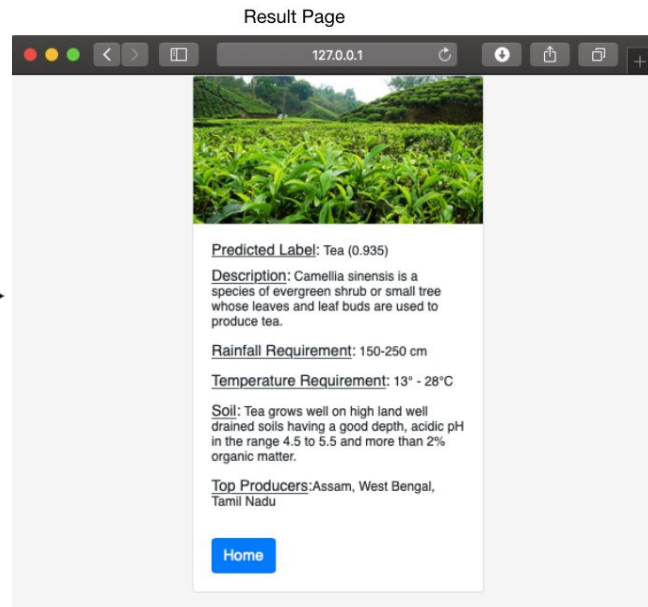 Result Page
127.0.0.1
Predicted Label: Tea (0.935)
Description: Camellia sinensis is a
species of evergreen shrub or small tree
whose leaves and leaf buds are used to
produce tea.
Rainfall Requirement: 150-250 cm
Temperature Requirement: 13° - 28°C
Soil: Tea grows well on high land well
drained soils having a good depth, acidic pH
in the range 4.5 to 5.5 and more than 2%
organic matter.
Top Producers:Assam, West Bengal,
Tamil Nadu
Home